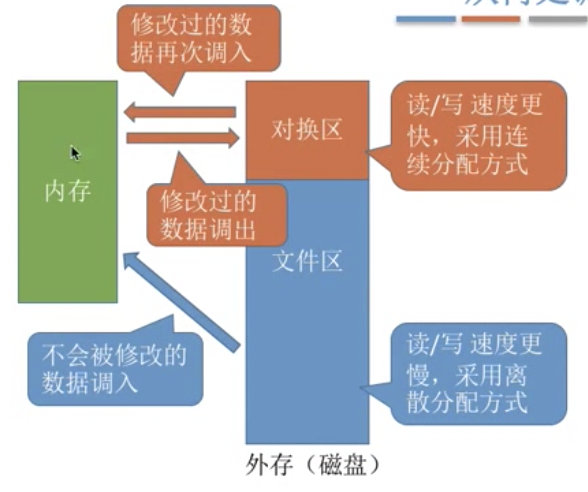 修改过的数
据再次调入
内存
对换区
读/写 速度更
快，采用连
续分配方式
修改过的
数据调出
文件区
不会被修改的
数据调入
读/写 速度更
慢，采用离
散分配方式
外存（磁盘）